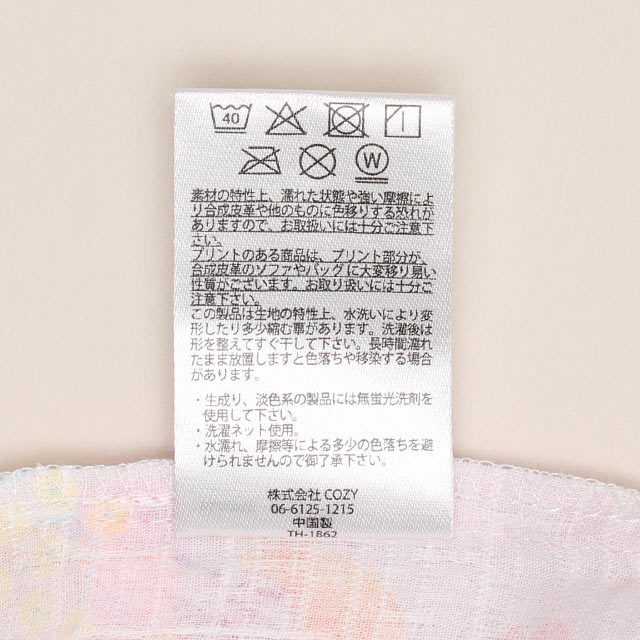 40
W
素材の特性上、濡れた状態や強い摩擦によ
り合成皮革や他のものに色移りする恐れが
ありますので、お取扱いには十分ご注意下
さい。
プリントのある商品は、プリント部分が、
合成皮革のソファやバッグに大変移り易い
性質がございます。お取り扱いには十分ご
注意下さい。
この製品は生地の特性上、水洗いにより変
形したり多少縮む事があります。洗濯後は
形を整えてすぐ干して下さい。長時間濡れ
たまま放置しますと色落ちや移染する場合
があります。
・生成り、淡色系の製品には無蛍光洗剤を
使用して下さい。
・洗濯ネット使用。
・水濡れ、摩擦等による多少の色落ちを避
けられませんので御了承下さい。
株式会社 COZY
06-6125-1215
中国製
TH-1862